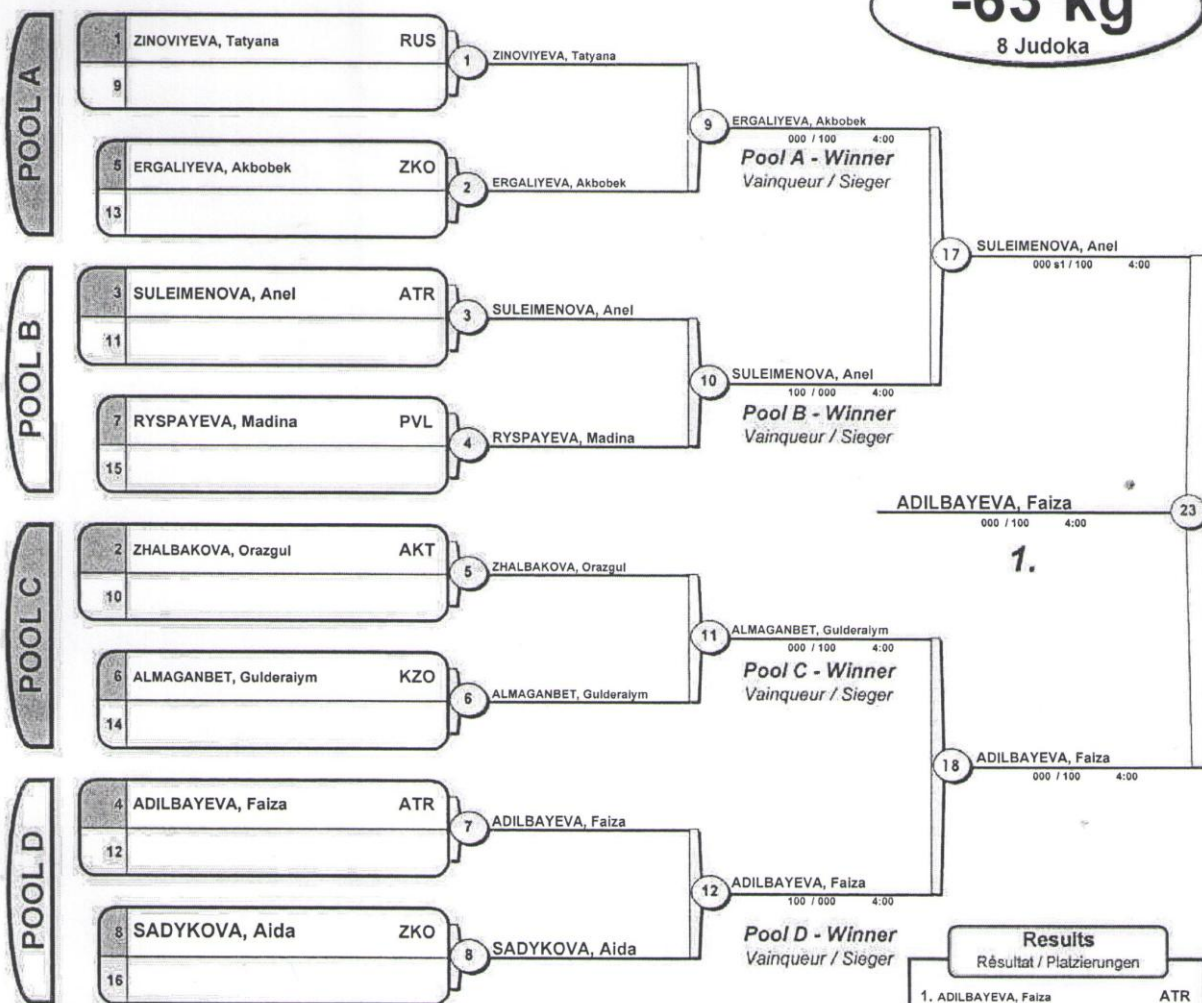 -63 kg
8 Judoka
POOL A
1 ZINOVIYEVA, Tatyana RUS
9
1 ZINOVIYEVA, Tatyana
5 ERGALIYEVA, Akbobek ZKO
13
2 ERGALIYEVA, Akbobek
9 ERGALIYEVA, Akbobek
000 / 100 4:00
Pool A - Winner
Vainqueur / Sieger
POOL B
3 SULEIMENOVA, Anel ATR
11
3 SULEIMENOVA, Anel
7 RYSPAYEVA, Madina PVL
15
4 RYSPAYEVA, Madina
10 SULEIMENOVA, Anel
100 / 000 4:00
Pool B - Winner
Vainqueur / Sieger
17 SULEIMENOVA, Anel
000 s1 / 100 4:00
ADILBAYEVA, Faiza 23
000 / 100 4:00
1.
POOL C
2 ZHALBAKOVA, Orazgul AKT
10
5 ZHALBAKOVA, Orazgul
6 ALMAGANBET, Gulderaiym KZO
14
6 ALMAGANBET, Gulderaiym
11 ALMAGANBET, Gulderaiym
000 / 100 4:00
Pool C - Winner
Vainqueur / Sieger
POOL D
4 ADILBAYEVA, Faiza ATR
12
7 ADILBAYEVA, Faiza
8 SADYKOVA, Aida ZKO
16
8 SADYKOVA, Aida
12 ADILBAYEVA, Faiza
100 / 000 4:00
Pool D - Winner
Vainqueur / Sieger
18 ADILBAYEVA, Faiza
000 / 100 4:00
Results
Résultat / Platzierungen
1. ADILBAYEVA, Faiza ATR